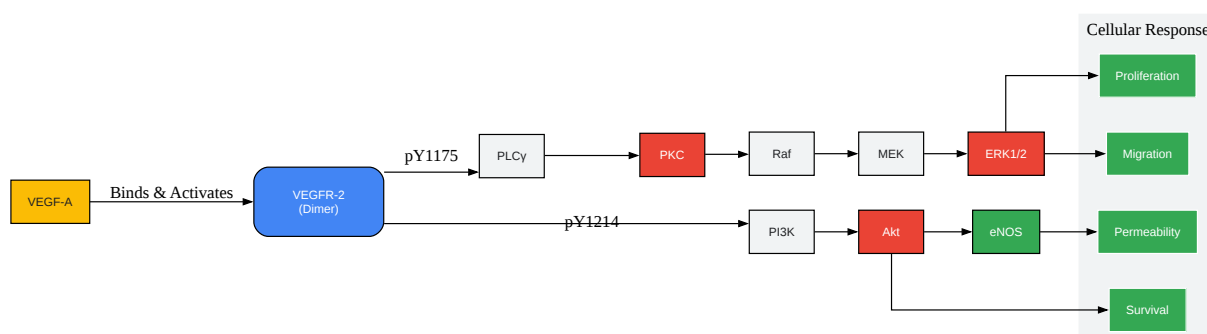 Cellular Response
Proliferation
pY1175
PLCγ
PKC
Raf
MEK
ERK1/2
Migration
VEGF-A
Binds & Activates
VEGFR-2
(Dimer)
pY1214
PI3K
Akt
eNOS
Permeability
Survival